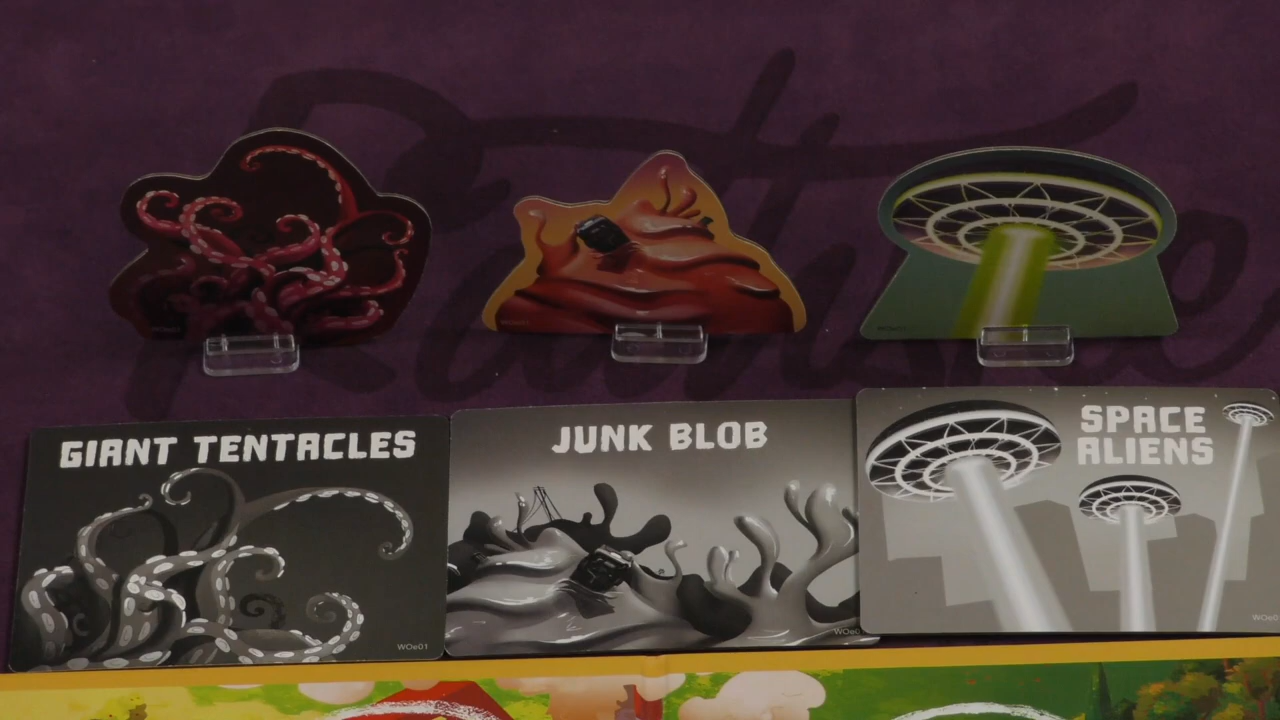 GIANT TENTACLES
JUNK BLOB
SPACE
ALIENS
WOe01